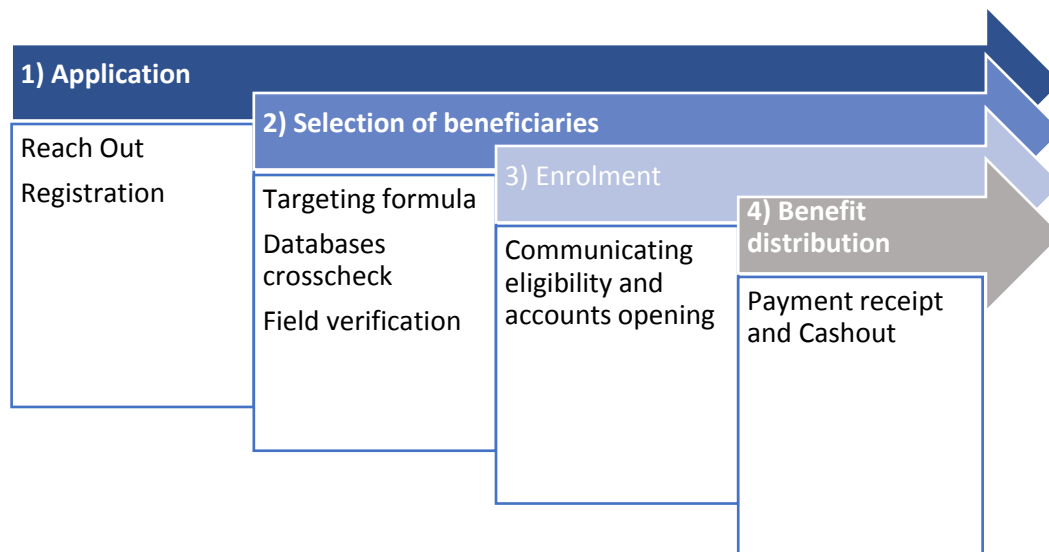 1) Application
Reach Out
Registration
2) Selection of beneficiaries
Targeting formula
Databases
crosscheck
Field verification
3) Enrolment
Communicating
eligibility and
accounts opening
4) Benefit
distribution
Payment receipt
and Cashout